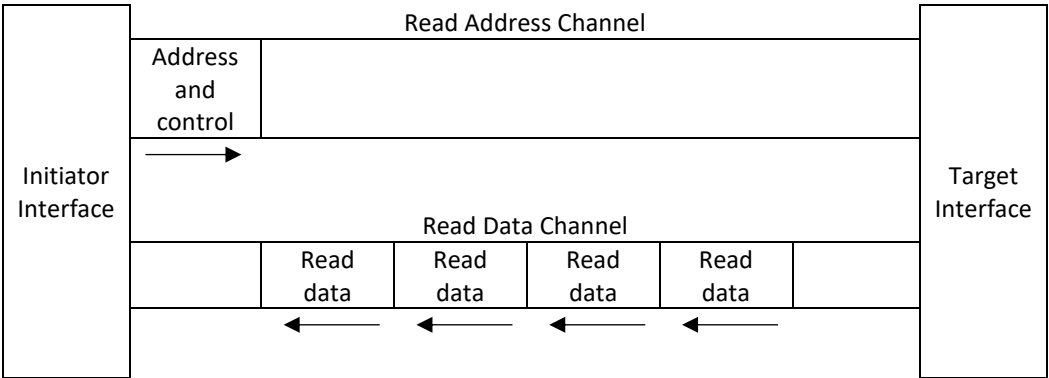 Read Address Channel
Address
and
control
Initiator
Interface
Target
Interface
Read Data Channel
Read
data
Read
data
Read
data
Read
data